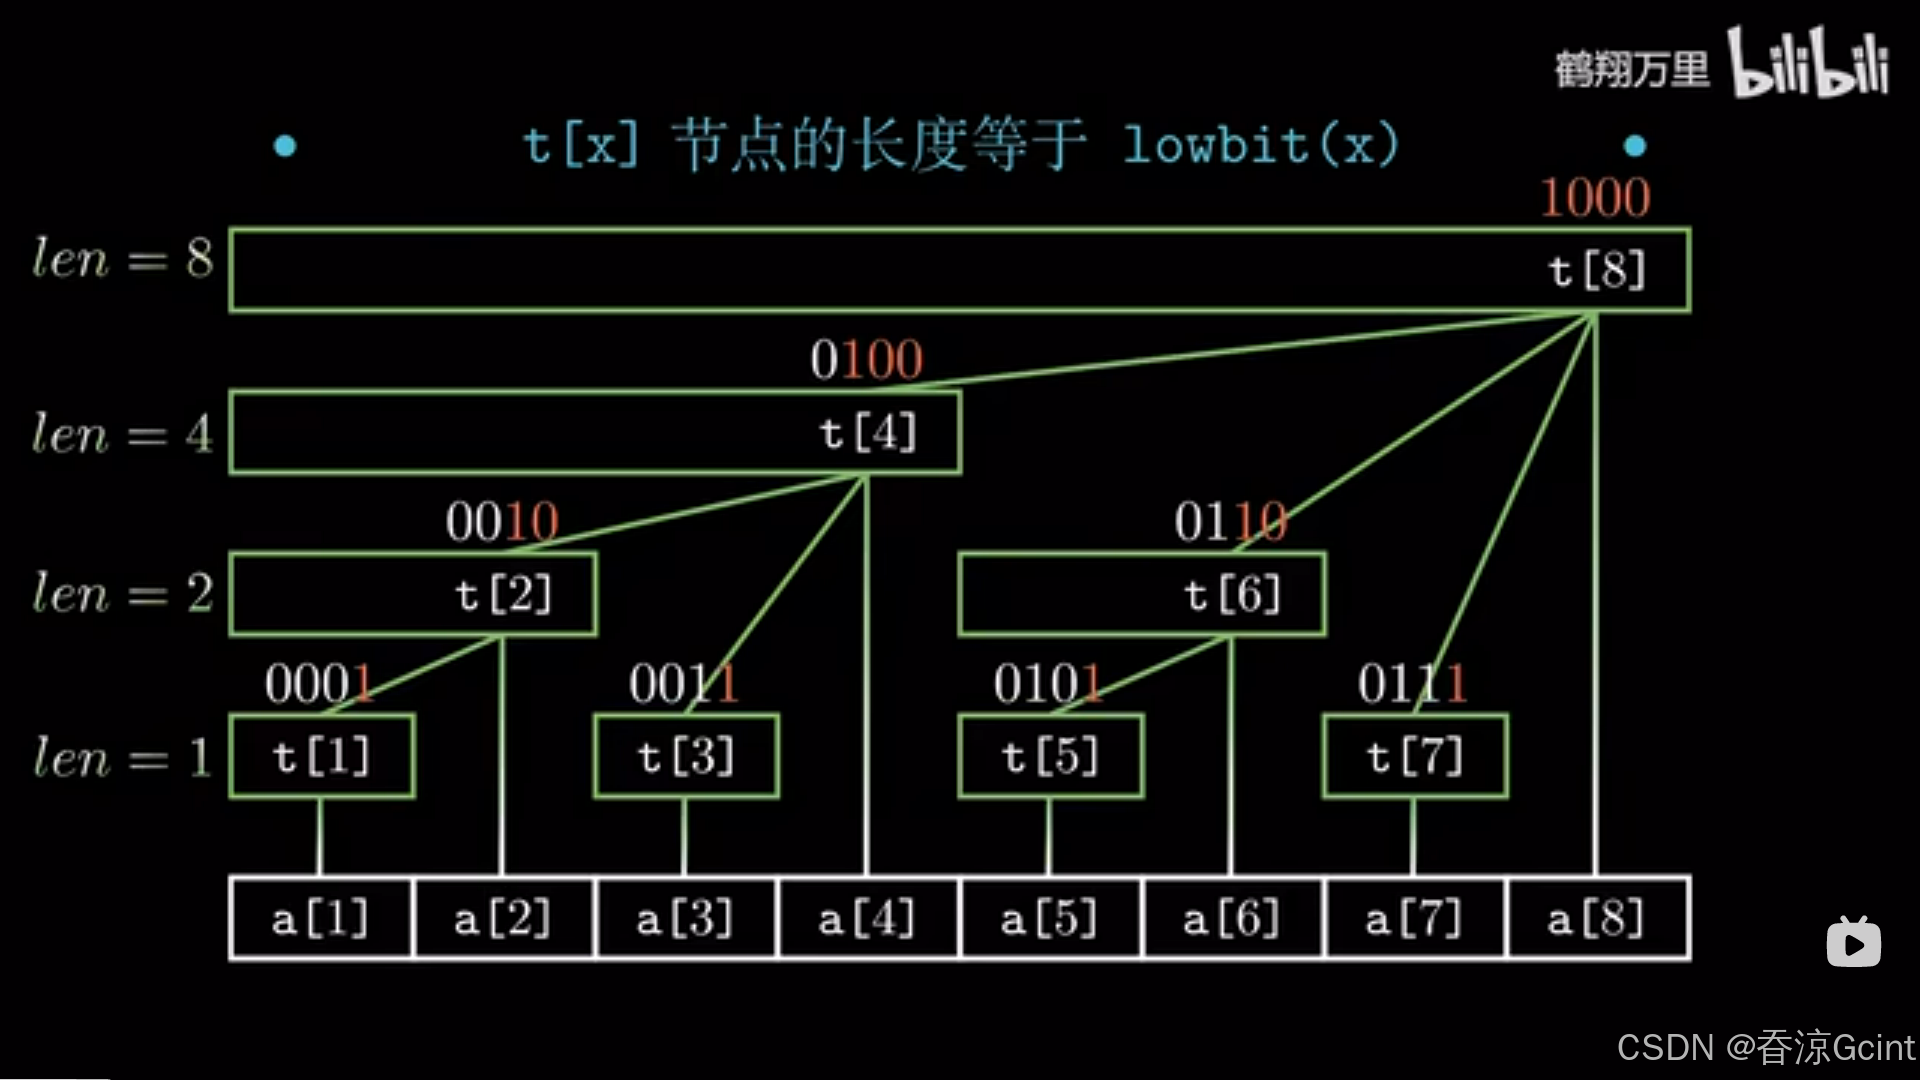 鹤翔万里 bilibili
• t[x] 节点的长度等于 lowbit(x) •
1000
len = 8 t[8]
0100
len = 4 t[4]
0010 0110
len = 2 t[2] t[6]
0001 0011 0101 0111
len = 1 t[1] t[3] t[5] t[7]
a[1] a[2] a[3] a[4] a[5] a[6] a[7] a[8]
CSDN @吞涼Gcint